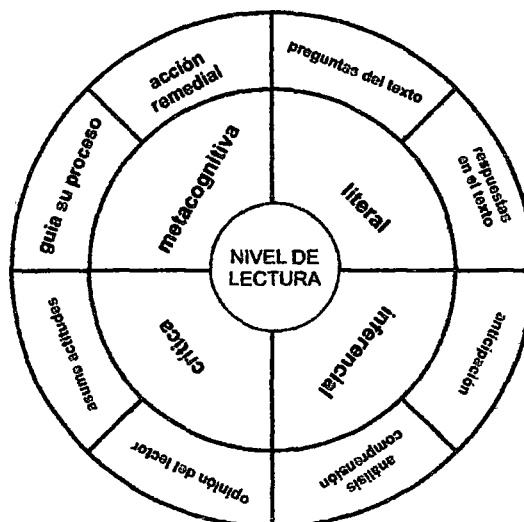 acción
remedial
preguntas del texto
guia su proceso
metacognitiva
literal
respuestas
en el texto
NIVEL DE
LECTURA
asume actitudes
crítica
inferencial
anticipación
opinión del lector
análisis
comprensión